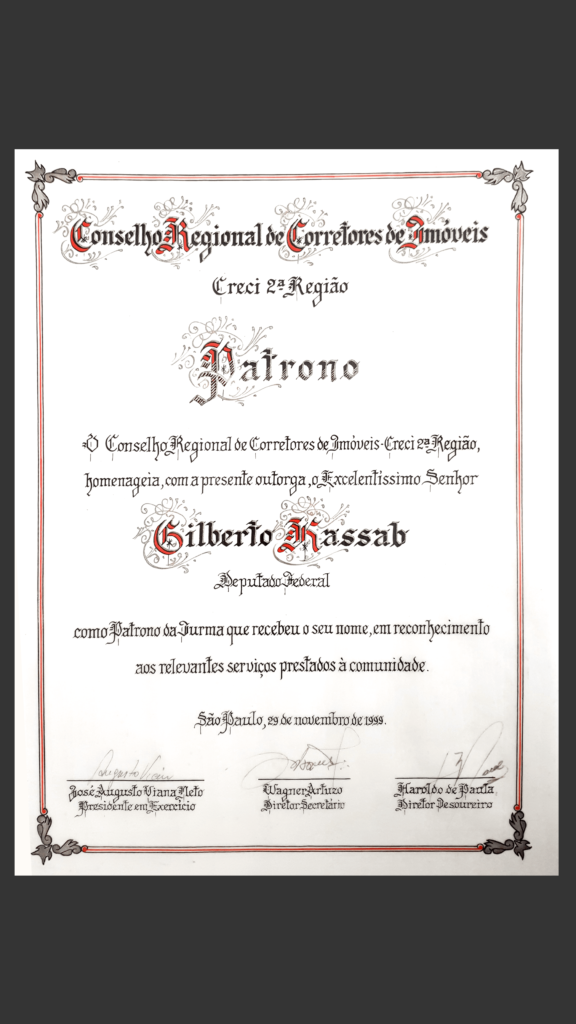 Conselho Regional de Corretores de Imóveis
Creci 2ª Região
Patrono
O Conselho Regional de Corretores de Imóveis - Creci 2ª Região,
homenageia, com a presente outorga, o Excelentíssimo Senhor
Gilberto Kassab
Deputado Federal
como Patrono da Turma que recebeu o seu nome, em reconhecimento
aos relevantes serviços prestados à comunidade.
São Paulo, 29 de novembro de 1999.
José Augusto Viana Neto
Presidente em Exercício
Wagner Arturo
Diretor Secretário
Haroldo de Paula
Diretor Tesoureiro